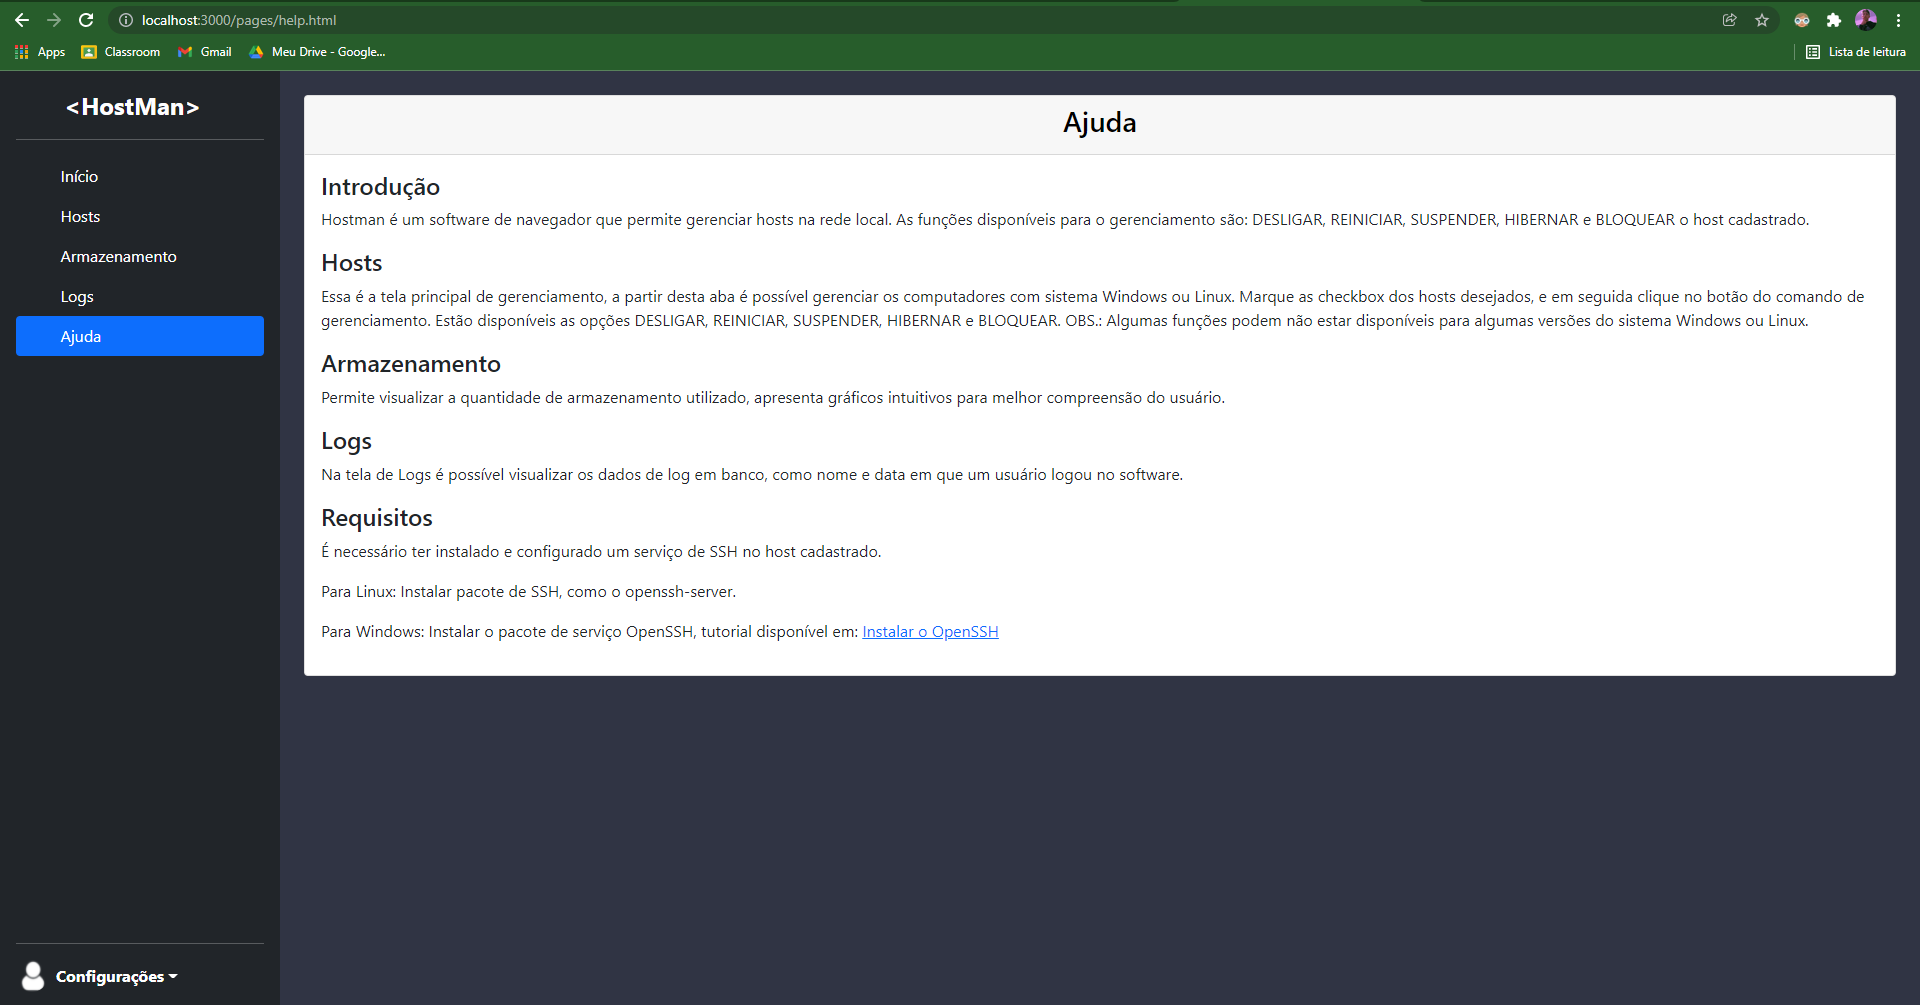 localhost:3000/pages/help.html
Apps
Classroom
Gmail
Meu Drive - Google...
Lista de leitura
<HostMan>
Início
Hosts
Armazenamento
Logs
Ajuda
Configurações
Ajuda
Introdução
Hostman é um software de navegador que permite gerenciar hosts na rede local. As funções disponíveis para o gerenciamento são: DESLIGAR, REINICIAR, SUSPENDER, HIBERNAR e BLOQUEAR o host cadastrado.
Hosts
Essa é a tela principal de gerenciamento, a partir desta aba é possível gerenciar os computadores com sistema Windows ou Linux. Marque as checkbox dos hosts desejados, e em seguida clique no botão do comando de
gerenciamento. Estão disponíveis as opções DESLIGAR, REINICIAR, SUSPENDER, HIBERNAR e BLOQUEAR. OBS.: Algumas funções podem não estar disponíveis para algumas versões do sistema Windows ou Linux.
Armazenamento
Permite visualizar a quantidade de armazenamento utilizado, apresenta gráficos intuitivos para melhor compreensão do usuário.
Logs
Na tela de Logs é possível visualizar os dados de log em banco, como nome e data em que um usuário logou no software.
Requisitos
É necessário ter instalado e configurado um serviço de SSH no host cadastrado.
Para Linux: Instalar pacote de SSH, como o openssh-server.
Para Windows: Instalar o pacote de serviço OpenSSH, tutorial disponível em: Instalar o OpenSSH